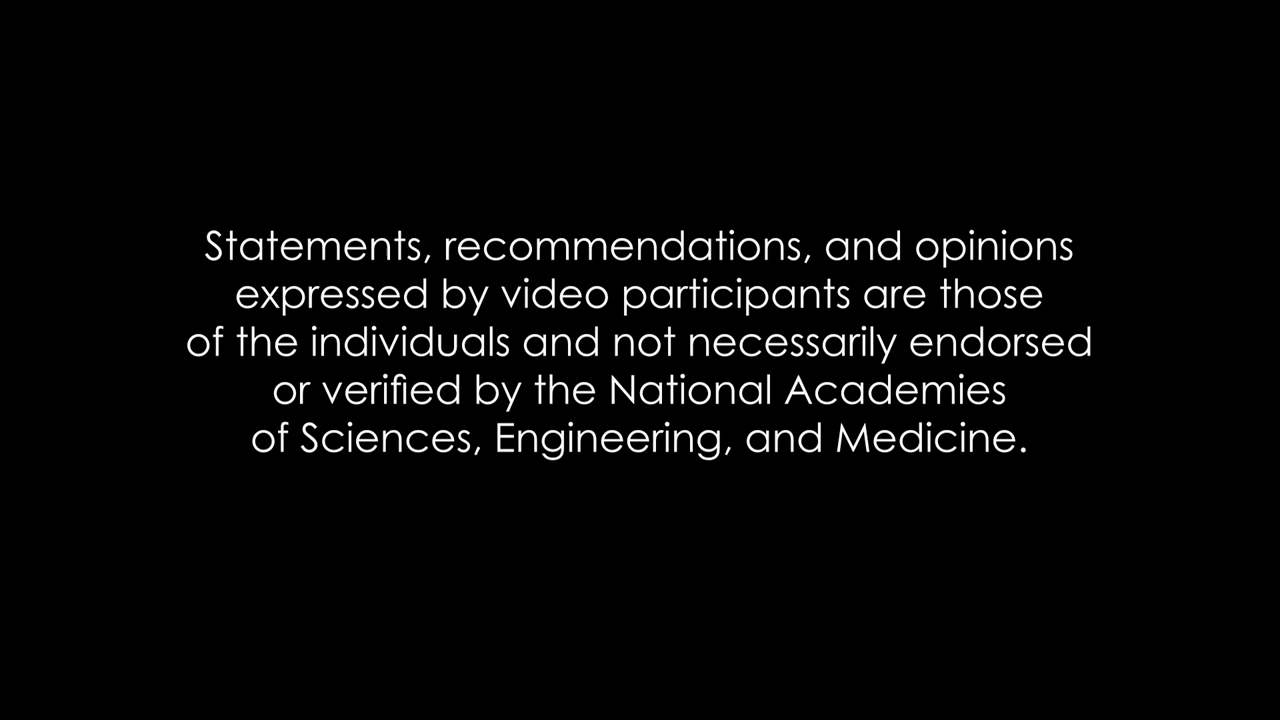 Statements, recommendations, and opinions
expressed by video participants are those
of the individuals and not necessarily endorsed
or verified by the National Academies
of Sciences, Engineering, and Medicine.